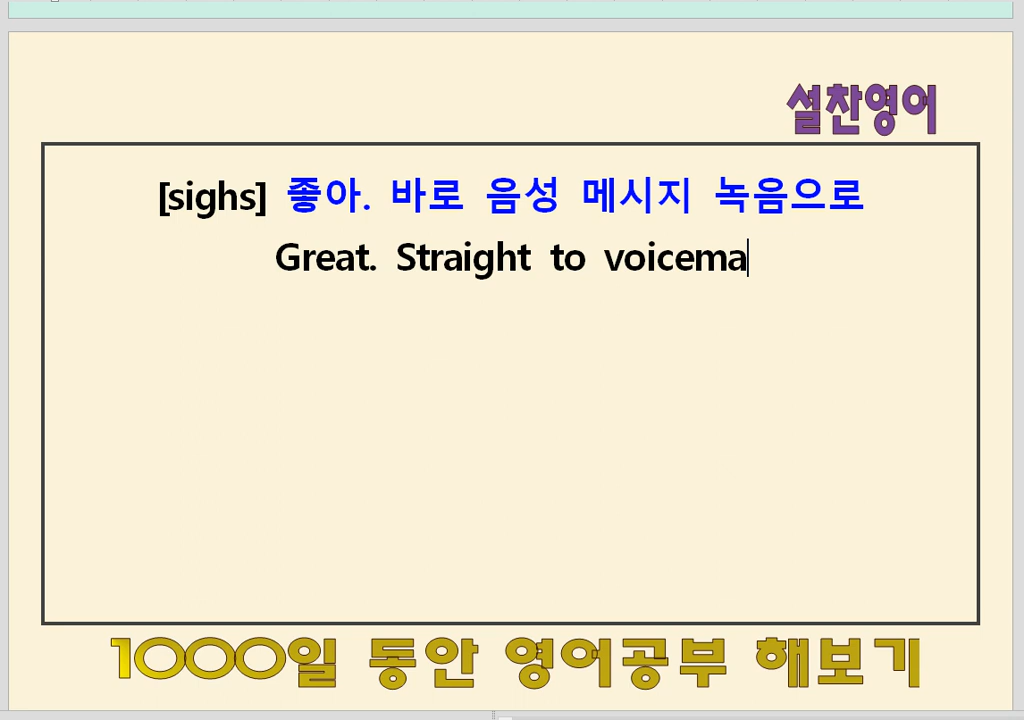 설찬영어
[sighs] 좋아. 바로 음성 메시지 녹음으로
Great. Straight to voicema
1000일 동안 영어공부 해보기